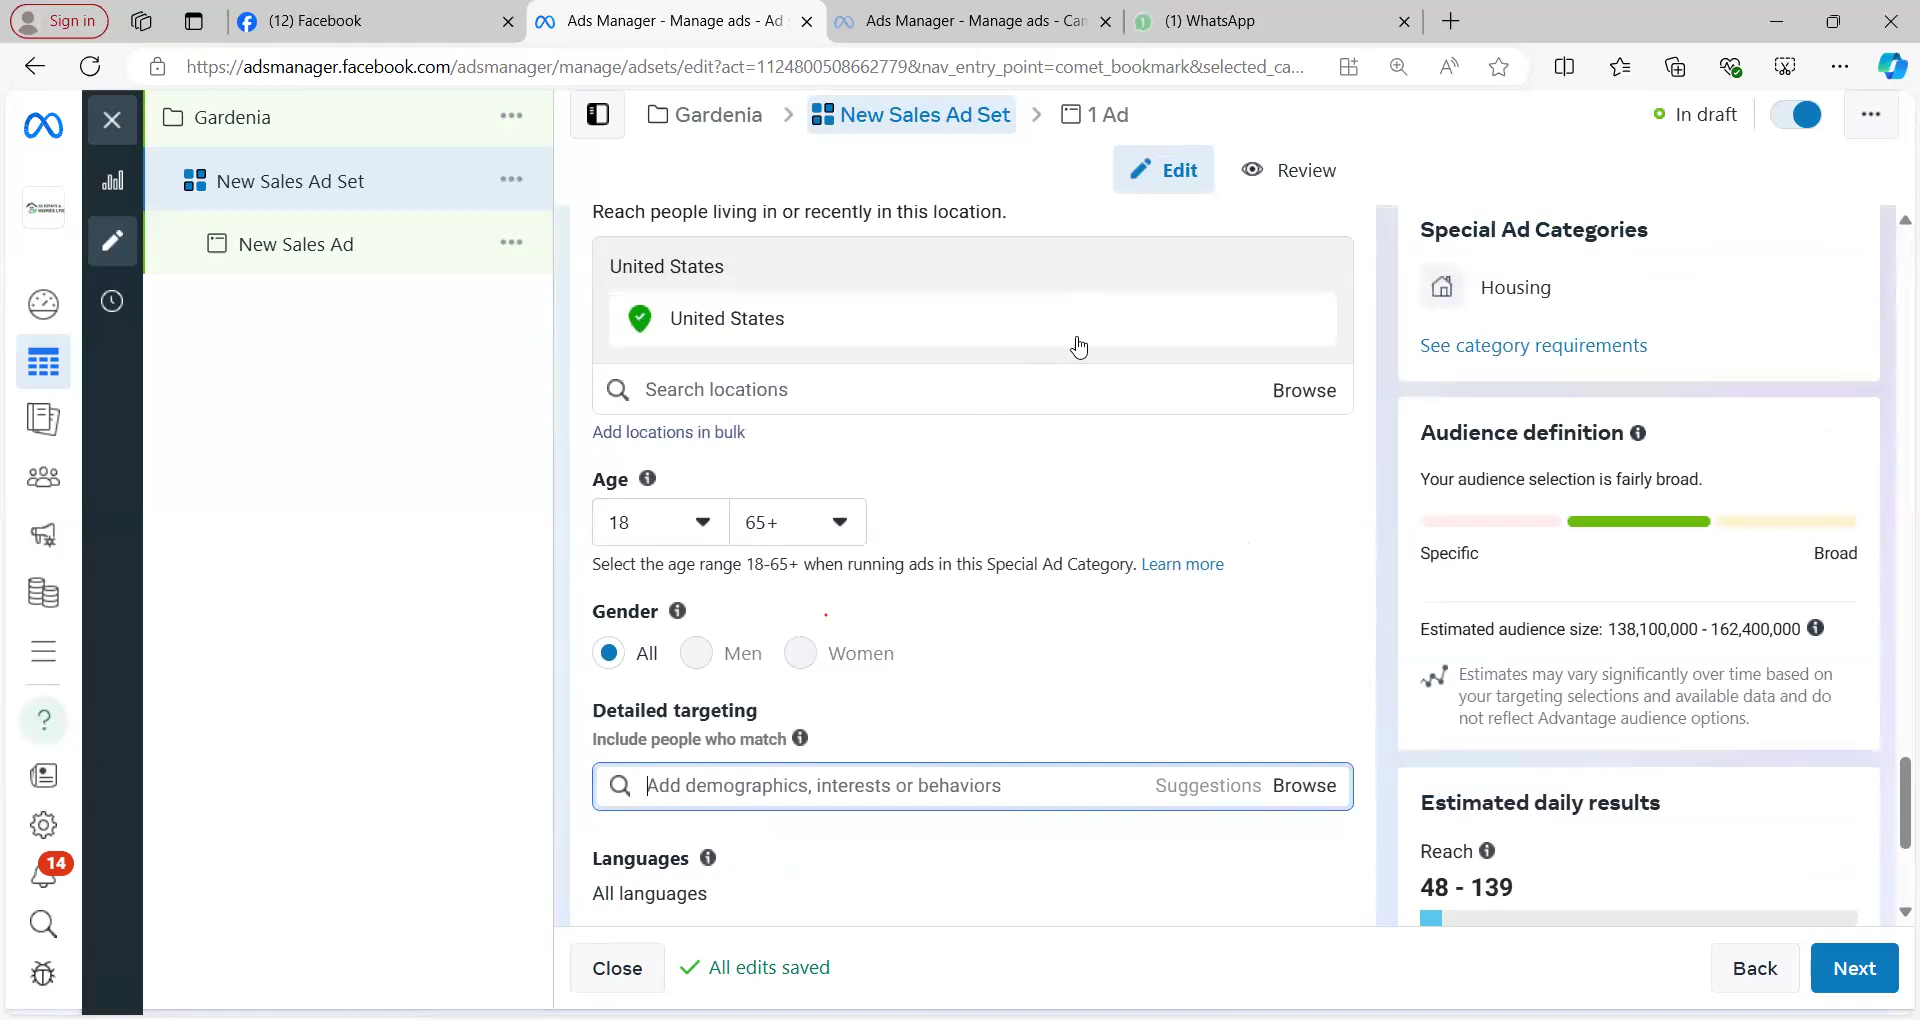 Sign in
(12) Facebook
Ads Manager - Manage ads - Ad
Ads Manager - Manage ads - Can
(1) WhatsApp
https://adsmanager.facebook.com/adsmanager/manage/adsets/edit?act=1124800508662779&nav_entry_point=comet_bookmark&selected_ca...
Gardenia
New Sales Ad Set
New Sales Ad
Gardenia
New Sales Ad Set
1 Ad
In draft
Edit
Review
Reach people living in or recently in this location.
United States
United States
Search locations
Browse
Add locations in bulk
Age
18
65+
Select the age range 18-65+ when running ads in this Special Ad Category. Learn more
Gender
All
Men
Women
Detailed targeting
Include people who match
Add demographics, interests or behaviors
Suggestions
Browse
Languages
All languages
Special Ad Categories
Housing
See category requirements
Audience definition
Your audience selection is fairly broad.
Specific
Broad
Estimated audience size: 138,100,000 - 162,400,000
Estimates may vary significantly over time based on
your targeting selections and available data and do
not reflect Advantage audience options.
Estimated daily results
Reach
48 - 139
14
Close
All edits saved
Back
Next